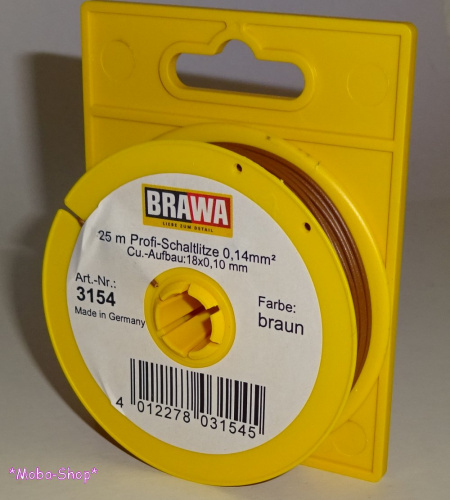 BRAWA
LIEBE ZUM DETAIL
25 m Profi-Schaltlitze 0,14mm²
Cu.-Aufbau:18x0,10 mm
Art.-Nr.:
3154
Made in Germany
Farbe:
braun
4 012278 031545
*Moba-Shop*